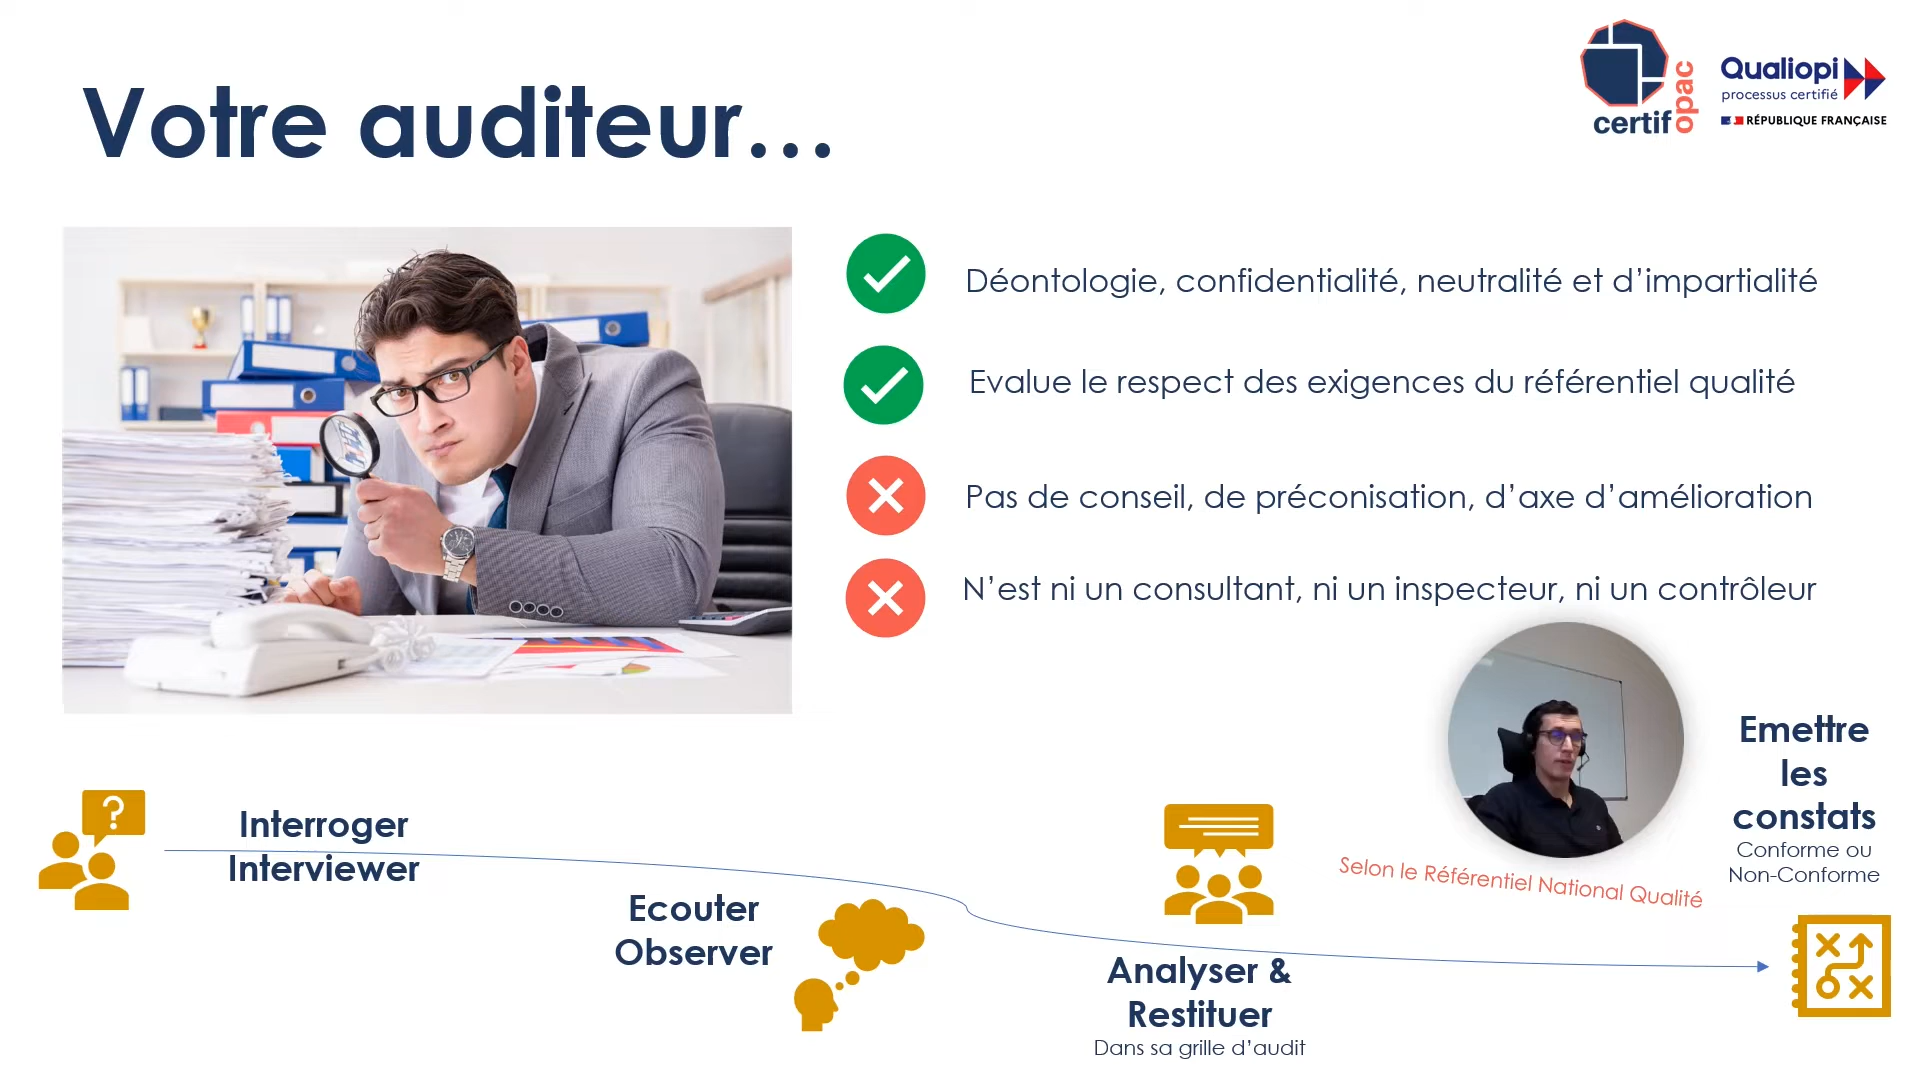 Votre auditeur...
certif
opac
Qualiopi
processus certifié
RÉPUBLIQUE FRANÇAISE
Déontologie, confidentialité, neutralité et d’impartialité
Evalue le respect des exigences du référentiel qualité
Pas de conseil, de préconisation, d’axe d’amélioration
N’est ni un consultant, ni un inspecteur, ni un contrôleur
?
Interroger
Interviewer
Ecouter
Observer
Analyser &
Restituer
Dans sa grille d’audit
Selon le Référentiel National Qualité
Emettre
les
constats
Conforme ou
Non-Conforme